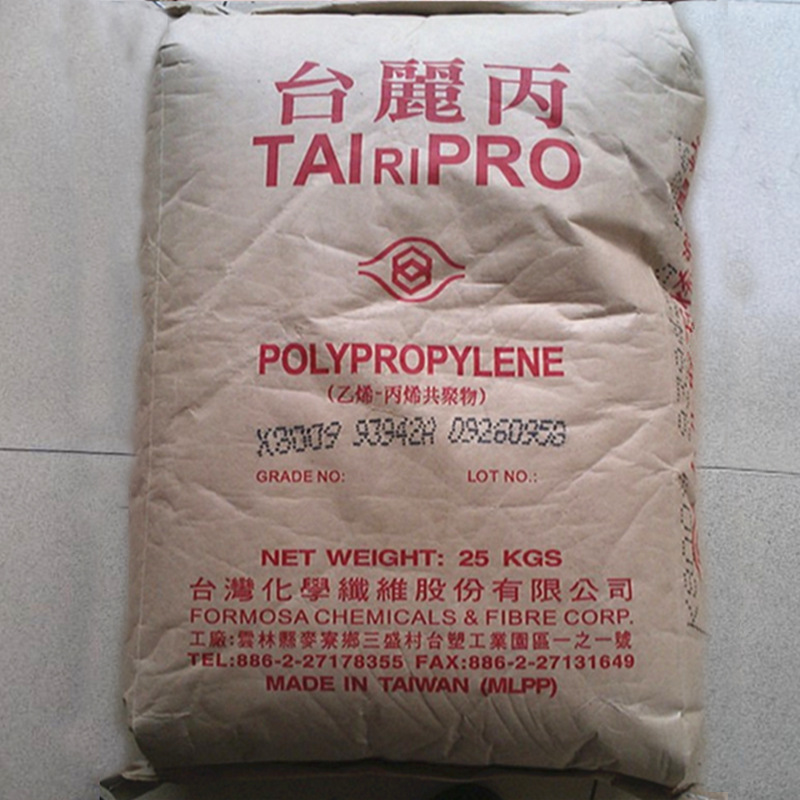 台麗丙
TAIRIPRO
POLYPROPYLENE
(乙烯-丙烯共聚物)
X3009 93942A 09260958
GRADE NO:
LOT NO.:
NET WEIGHT: 25 KGS
台灣化學纖維股份有限公司
FORMOSA CHEMICALS & FIBRE CORP.
工廠:雲林縣麥寮鄉三盛村台塑工業園區一之一號
TEL:886-2-27178355 FAX:886-2-27131649
MADE IN TAIWAN (MLPP)